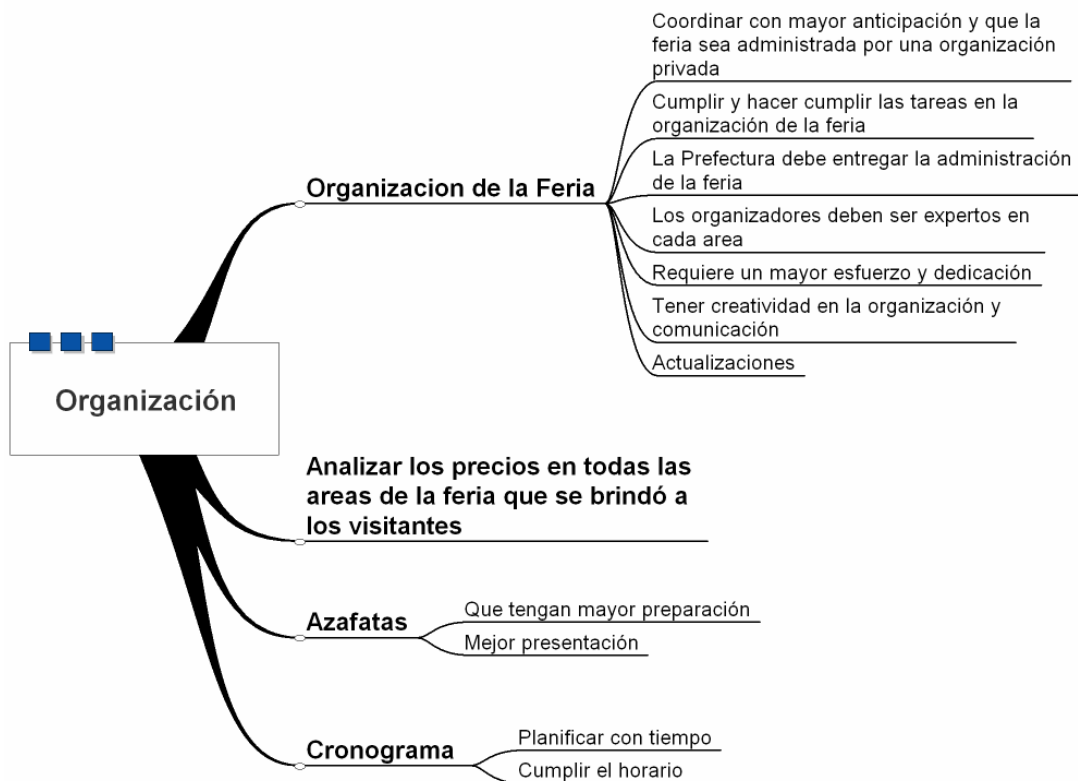 Coordinar con mayor anticipación y que la
feria sea administrada por una organización
privada
Cumplir y hacer cumplir las tareas en la
organización de la feria
Organizacion de la Feria
La Prefectura debe entregar la administración
de la feria
Los organizadores deben ser expertos en
cada area
Requiere un mayor esfuerzo y dedicación
Tener creatividad en la organización y
comunicación
Actualizaciones
Organización
Analizar los precios en todas las
areas de la feria que se brindó a
los visitantes
Azafatas
Que tengan mayor preparación
Mejor presentación
Cronograma
Planificar con tiempo
Cumplir el horario